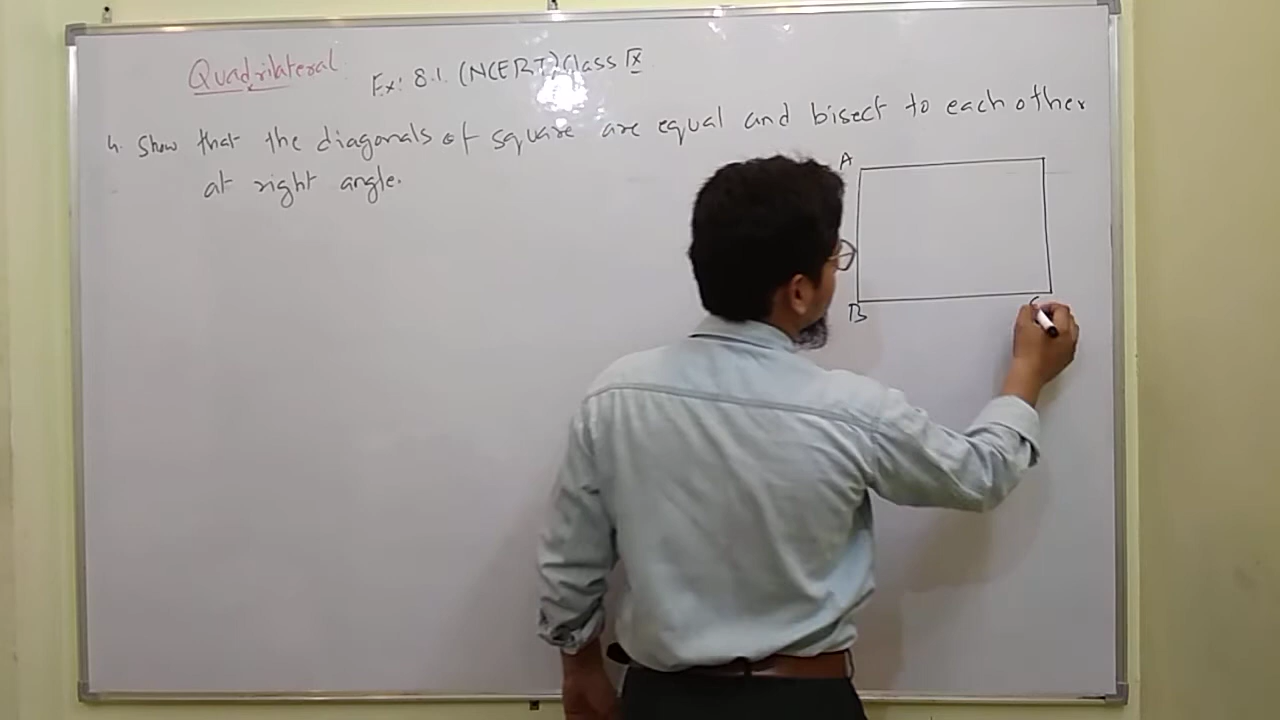 Quadrilateral Ex: 8.1. (NCERT) Class IX
4. Show that the diagonals of square are equal and bisect to each other
at right angle.
A
B C